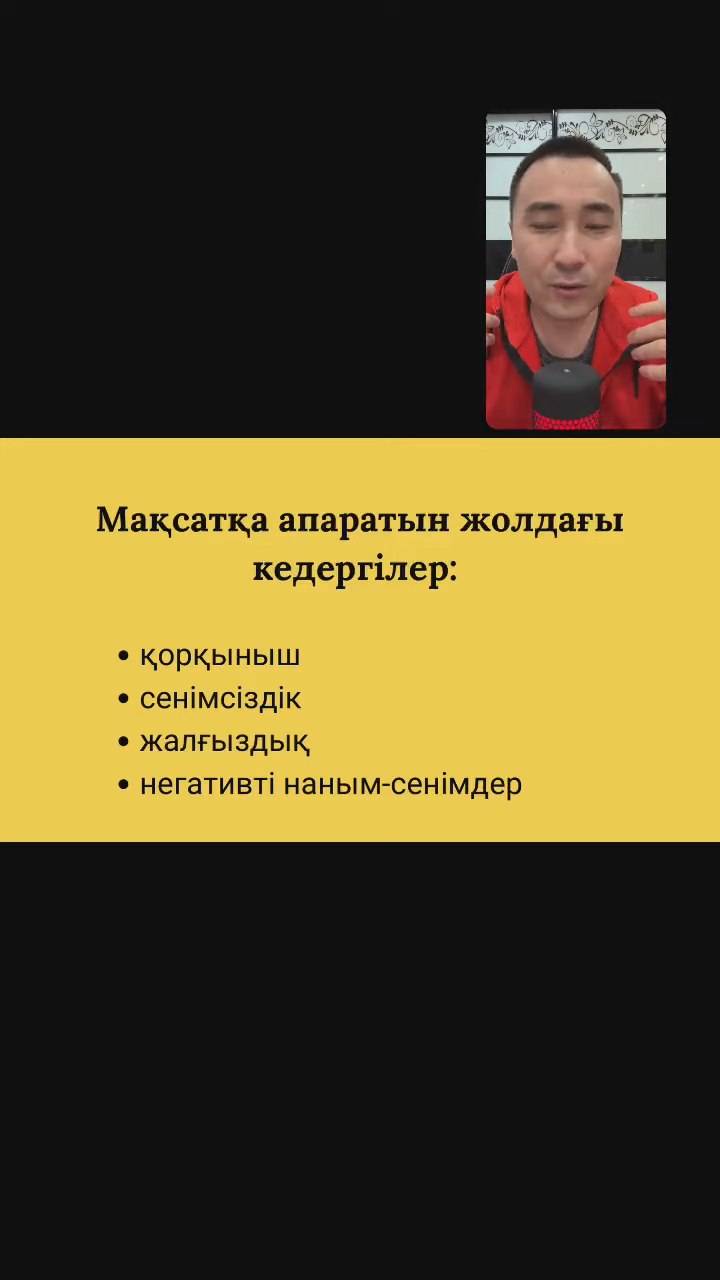 Мақсатқа апаратын жолдағы
кедергілер:
• қорқыныш
• сенімсіздік
• жалғыздық
• негативті наным-сенімдер